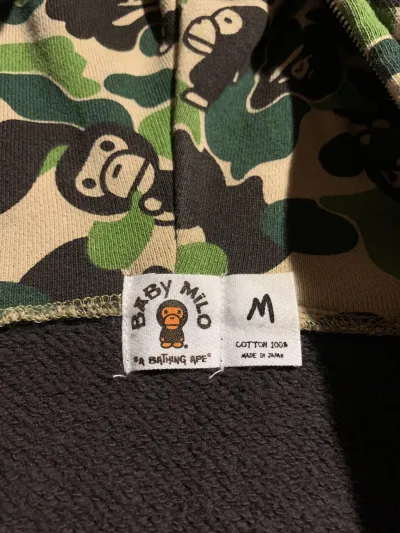 BABY MILO
"A BATHING APE"
M
COTTON 100%
MADE IN JAPAN